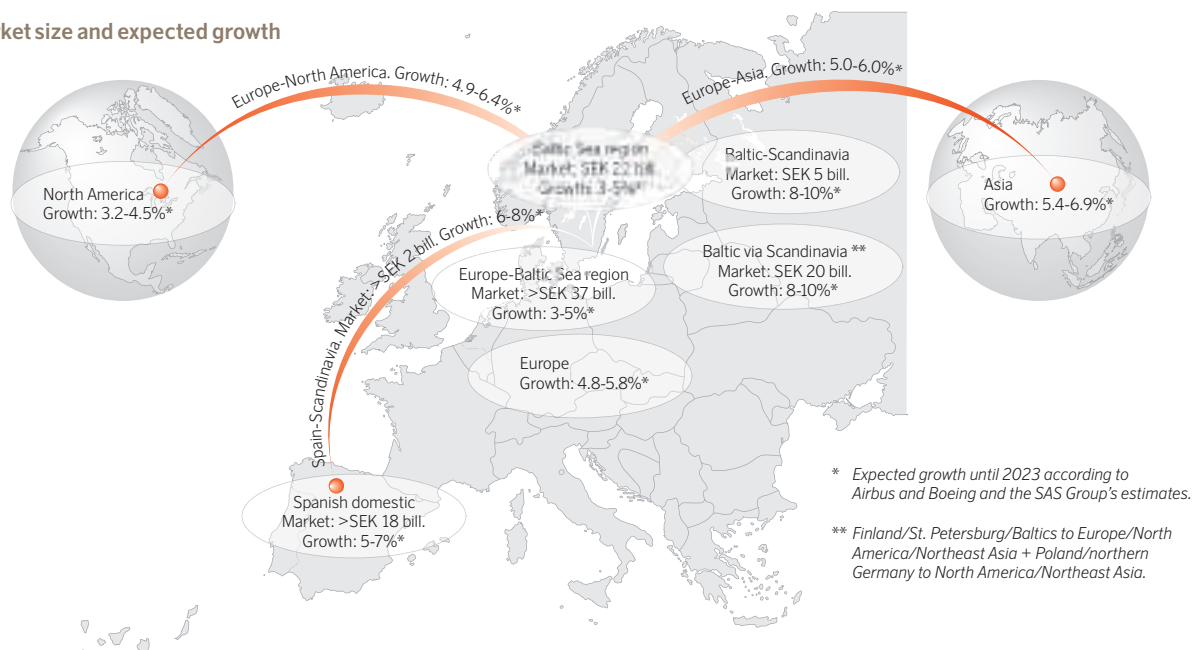 ket size and expected growth
Europe-North America. Growth: 4.9-6.4%*
Europe-Asia. Growth: 5.0-6.0%*
North America
Growth: 3.2-4.5%*
Baltic Sea region
Market: SEK 22 bill.
Growth: 3-5%*
Baltic-Scandinavia
Market: SEK 5 bill.
Growth: 8-10%*
Asia
Growth: 5.4-6.9%*
Spain-Scandinavia. Market: >SEK 2 bill. Growth: 6-8%*
Europe-Baltic Sea region
Market: >SEK 37 bill.
Growth: 3-5%*
Baltic via Scandinavia **
Market: SEK 20 bill.
Growth: 8-10%*
Europe
Growth: 4.8-5.8%*
Spanish domestic
Market: >SEK 18 bill.
Growth: 5-7%*
* Expected growth until 2023 according to
Airbus and Boeing and the SAS Group's estimates.
** Finland/St. Petersburg/Baltics to Europe/North
America/Northeast Asia + Poland/northern
Germany to North America/Northeast Asia.